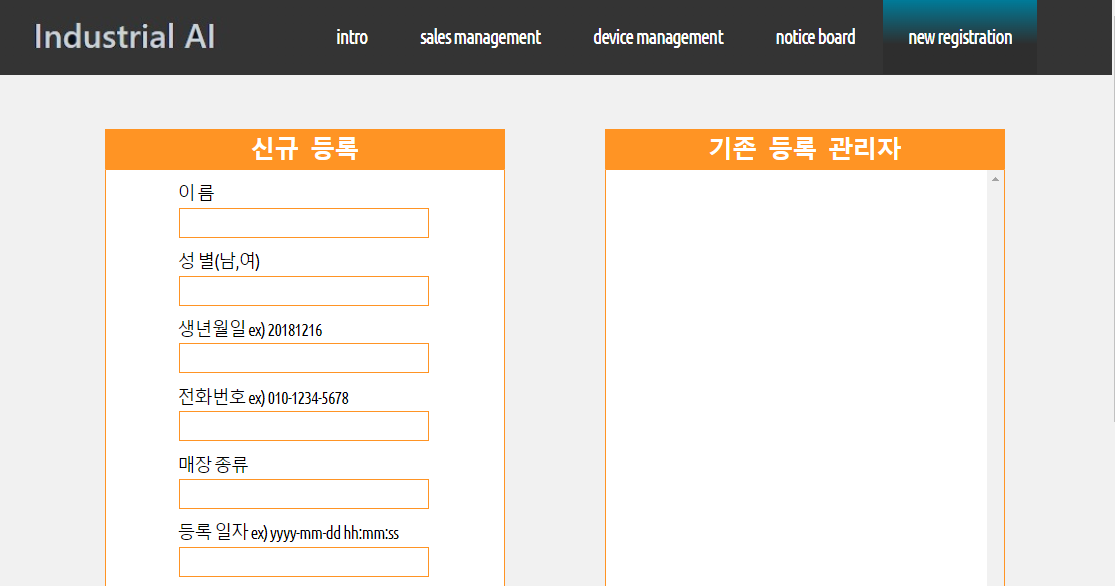 Industrial AI
intro
sales management
device management
notice board
new registration
신규 등록
이 름
성 별(남,여)
생년월일 ex) 20181216
전화번호 ex) 010-1234-5678
매장 종류
등록 일자 ex) yyyy-mm-dd hh:mm:ss
기존 등록 관리자